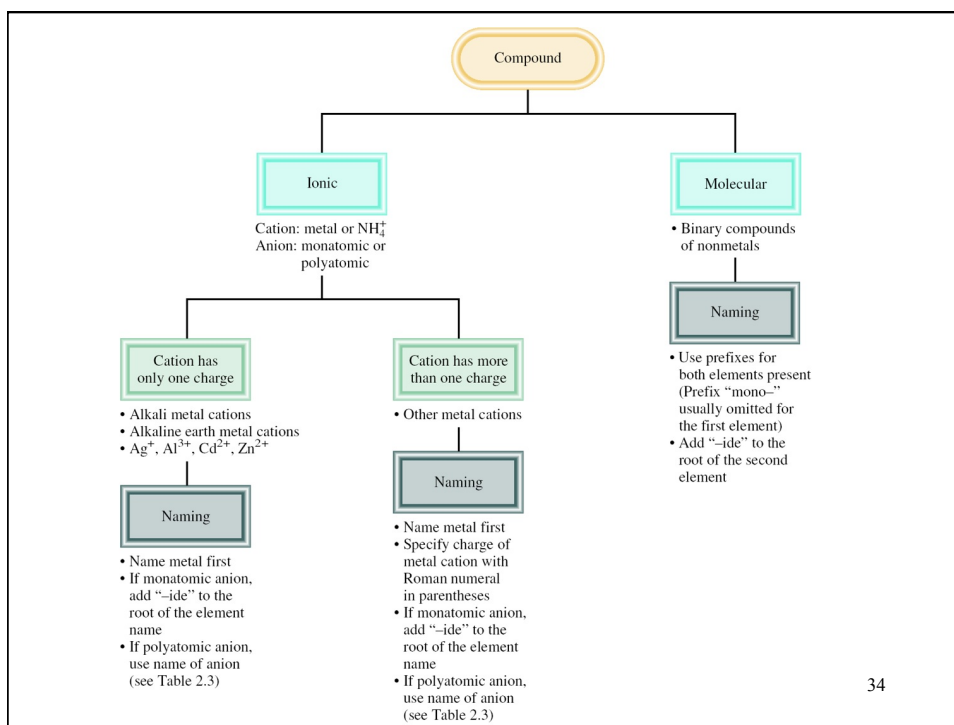 Compound
Ionic
Cation: metal or NH₄⁺
Anion: monatomic or
polyatomic
Cation has
only one charge
• Alkali metal cations
• Alkaline earth metal cations
• Ag⁺, Al³⁺, Cd²⁺, Zn²⁺
Naming
• Name metal first
• If monatomic anion,
add “–ide” to the
root of the element
name
• If polyatomic anion,
use name of anion
(see Table 2.3)
Cation has more
than one charge
• Other metal cations
Naming
• Name metal first
• Specify charge of
metal cation with
Roman numeral
in parentheses
• If monatomic anion,
add “–ide” to the
root of the element
name
• If polyatomic anion,
use name of anion
(see Table 2.3)
Molecular
• Binary compounds
of nonmetals
Naming
• Use prefixes for
both elements present
(Prefix “mono–”
usually omitted for
the first element)
• Add “–ide” to the
root of the second
element
34